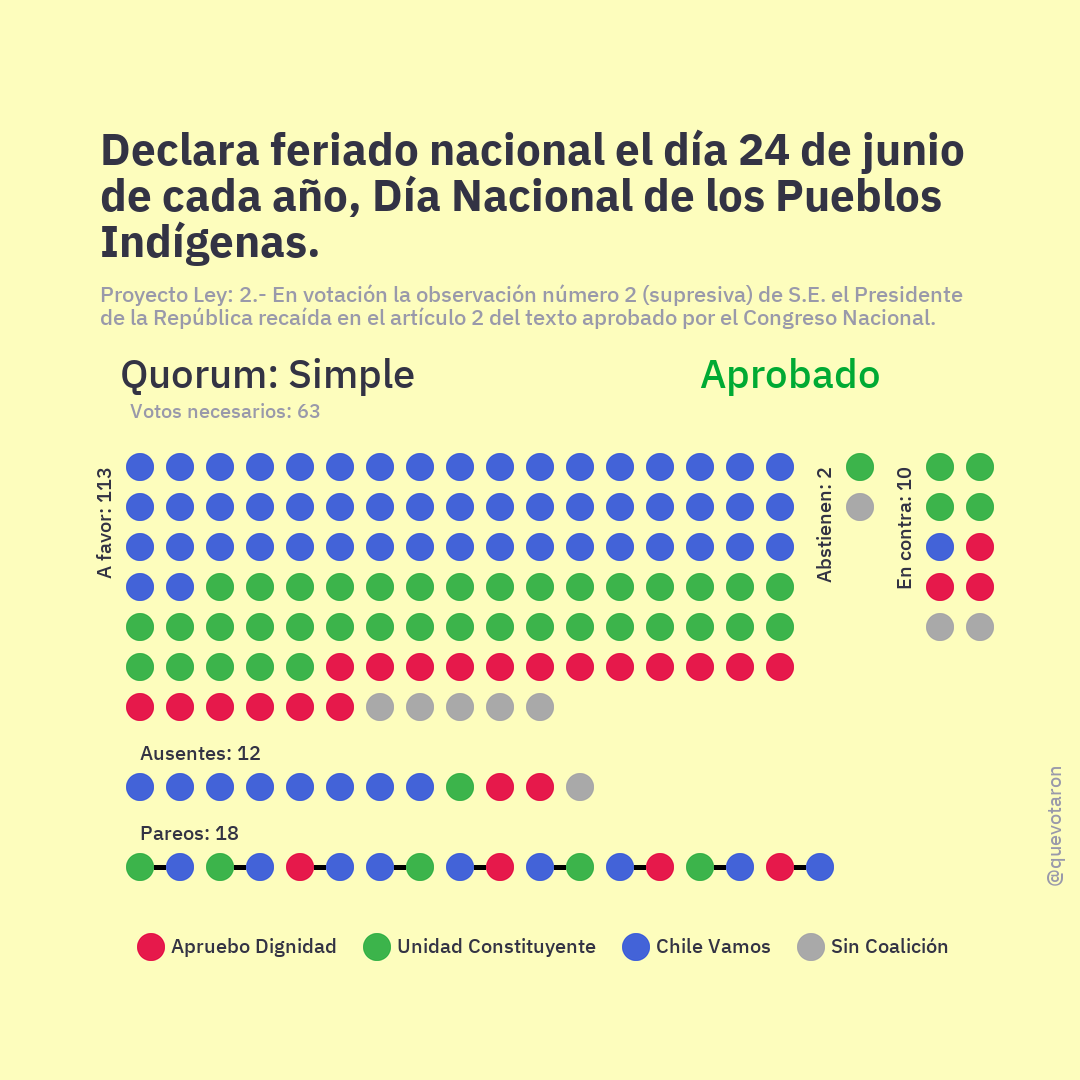 Declara feriado nacional el día 24 de junio
de cada año, Día Nacional de los Pueblos
Indígenas.
Proyecto Ley: 2.- En votación la observación número 2 (supresiva) de S.E. el Presidente
de la República recaída en el artículo 2 del texto aprobado por el Congreso Nacional.
Quorum: Simple
Aprobado
Votos necesarios: 63
A favor: 113
Abstienen: 2
En contra: 10
Ausentes: 12
Pareos: 18
@quevotaron
Apruebo Dignidad
Unidad Constituyente
Chile Vamos
Sin Coalición